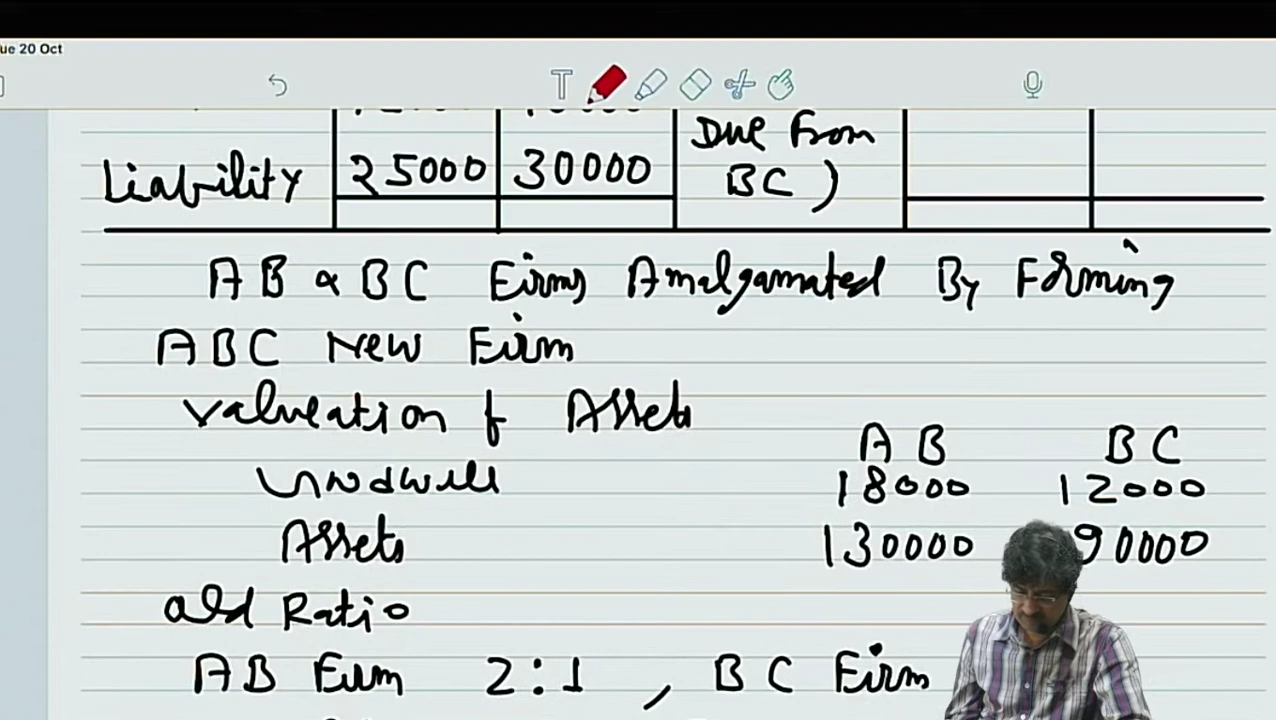 ue 20 Oct
T
Due From
Liability 25000 30000 BC)
AB & BC Firms Amalgamated By Forming
ABC New Firm
Valueation of Assets
AB BC
Goodwill 18000 12000
Assets 130000 90000
old Ratio
AB Firm 2:1 , BC Firm